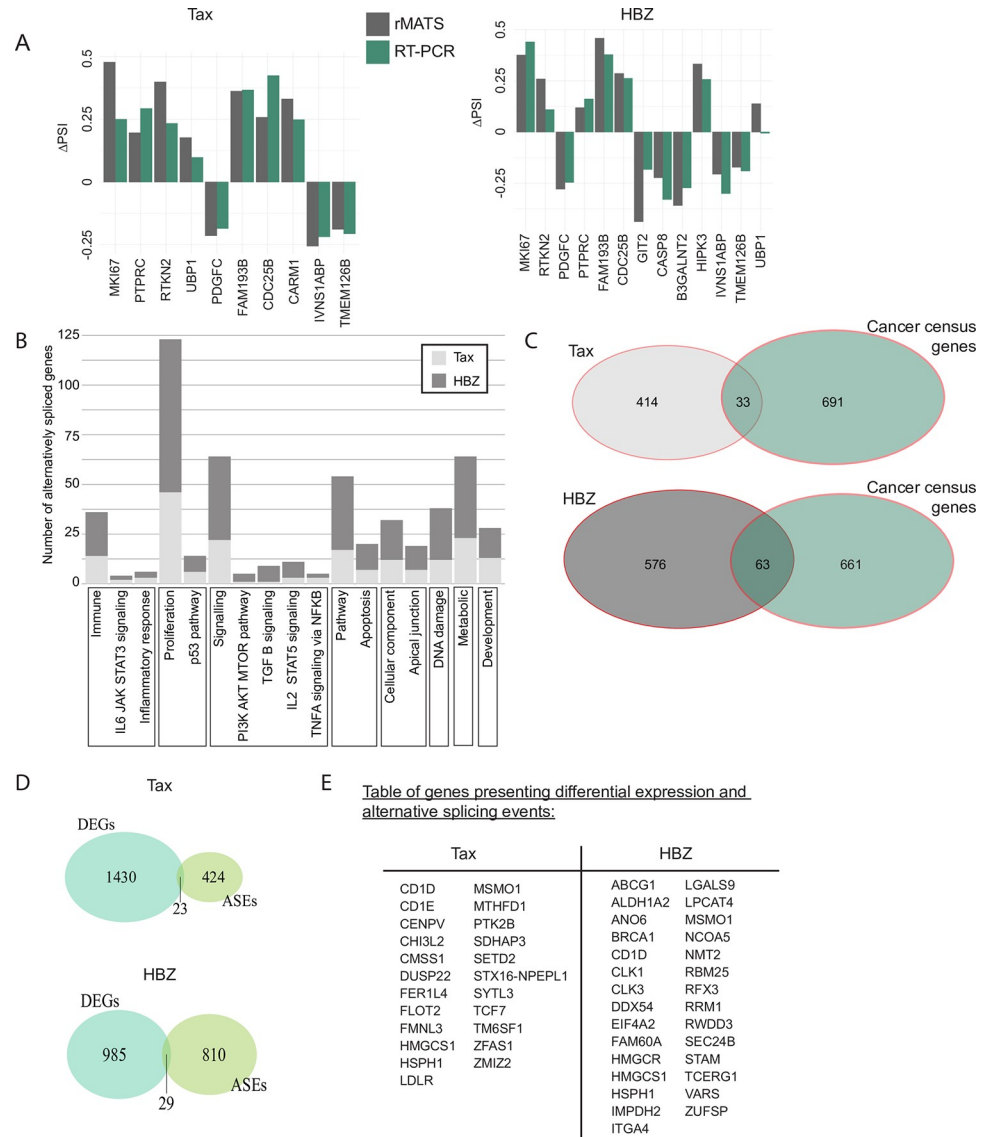 A
Tax
rMATS
RT-PCR
ΔPSI
0.5
0.25
0
-0.25
MKI67
PTPRC
RTKN2
UBP1
PDGFC
FAM193B
CDC25B
CARM1
IVNS1ABP
TMEM126B
HBZ
ΔPSI
0.5
0.25
0
-0.25
MKI67
RTKN2
PDGFC
PTPRC
FAM193B
CDC25B
GIT2
CASP8
B3GALNT2
HIPK3
IVNS1ABP
TMEM126B
UBP1
B
Number of alternatively spliced genes
125
100
75
50
25
0
Tax
HBZ
Immune
IL6 JAK STAT3 signaling
Inflammatory response
Proliferation
p53 pathway
Signalling
PI3K AKT MTOR pathway
TGF B signaling
IL2 STAT5 signaling
TNFA signaling via NFKB
Pathway
Apoptosis
Cellular component
Apical junction
DNA damage
Metabolic
Development
C
Tax
Cancer census
genes
414
33
691
HBZ
Cancer census
genes
576
63
661
D
Tax
DEGs
1430
424
23
ASEs
HBZ
DEGs
985
810
ASEs
29
E
Table of genes presenting differential expression and
alternative splicing events:
Tax
HBZ
CD1D MSMO1
CD1E MTHFD1
CENPV PTK2B
CHI3L2 SDHAP3
CMSS1 SETD2
DUSP22 STX16-NPEPL1
FER1L4 SYTL3
FLOT2 TCF7
FMNL3 TM6SF1
HMGCS1 ZFAS1
HSPH1 ZMIZ2
LDLR
ABCG1 LGALS9
ALDH1A2 LPCAT4
ANO6 MSMO1
BRCA1 NCOA5
CD1D NMT2
CLK1 RBM25
CLK3 RFX3
DDX54 RRM1
EIF4A2 RWDD3
FAM60A SEC24B
HMGCR STAM
HMGCS1 TCERG1
HSPH1 VARS
IMPDH2 ZUFSP
ITGA4